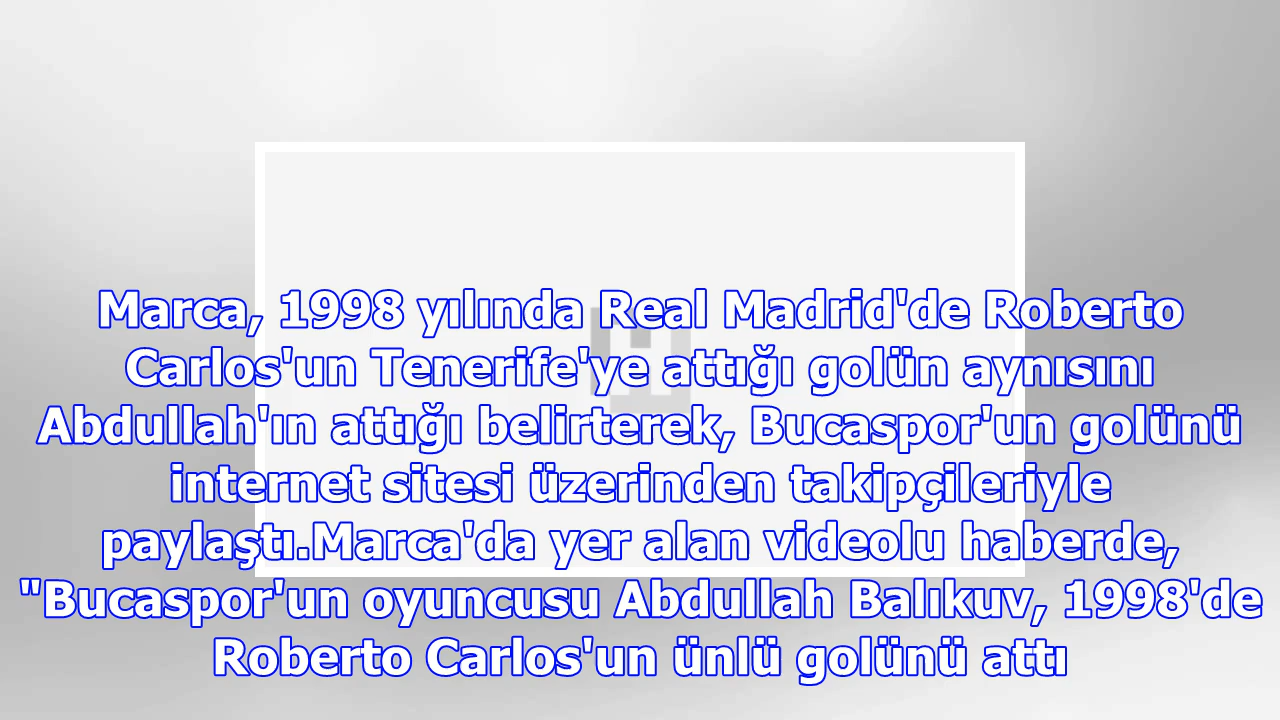 Marca, 1998 yılında Real Madrid'de Roberto
Carlos'un Tenerife'ye attığı golün aynısını
Abdullah'ın attığı belirterek, Bucaspor'un golünü
internet sitesi üzerinden takipçileriyle
paylaştı.Marca'da yer alan videolu haberde,
"Bucaspor'un oyuncusu Abdullah Balıkuv, 1998'de
Roberto Carlos'un ünlü golünü attı